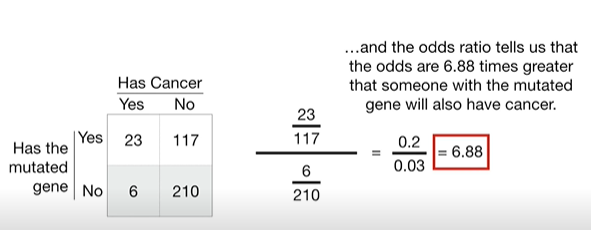 ...and the odds ratio tells us that
the odds are 6.88 times greater
that someone with the mutated
gene will also have cancer.
Has Cancer
Yes No
Has the
mutated
gene
Yes 23 117
No 6 210
23
117
6
210
=
0.2
0.03
= 6.88